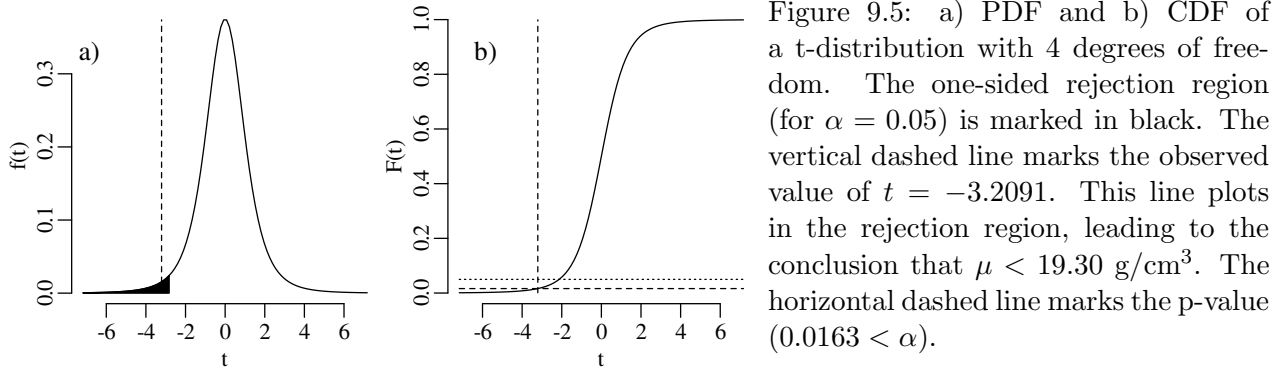 a)
f(t)
0.0 0.1 0.2 0.3
-6 -4 -2 0 2 4 6
t
b)
F(t)
0.0 0.2 0.4 0.6 0.8 1.0
-6 -4 -2 0 2 4 6
t
Figure 9.5: a) PDF and b) CDF of
a t-distribution with 4 degrees of free-
dom. The one-sided rejection region
(for α = 0.05) is marked in black. The
vertical dashed line marks the observed
value of t = −3.2091. This line plots
in the rejection region, leading to the
conclusion that μ < 19.30 g/cm³. The
horizontal dashed line marks the p-value
(0.0163 < α).